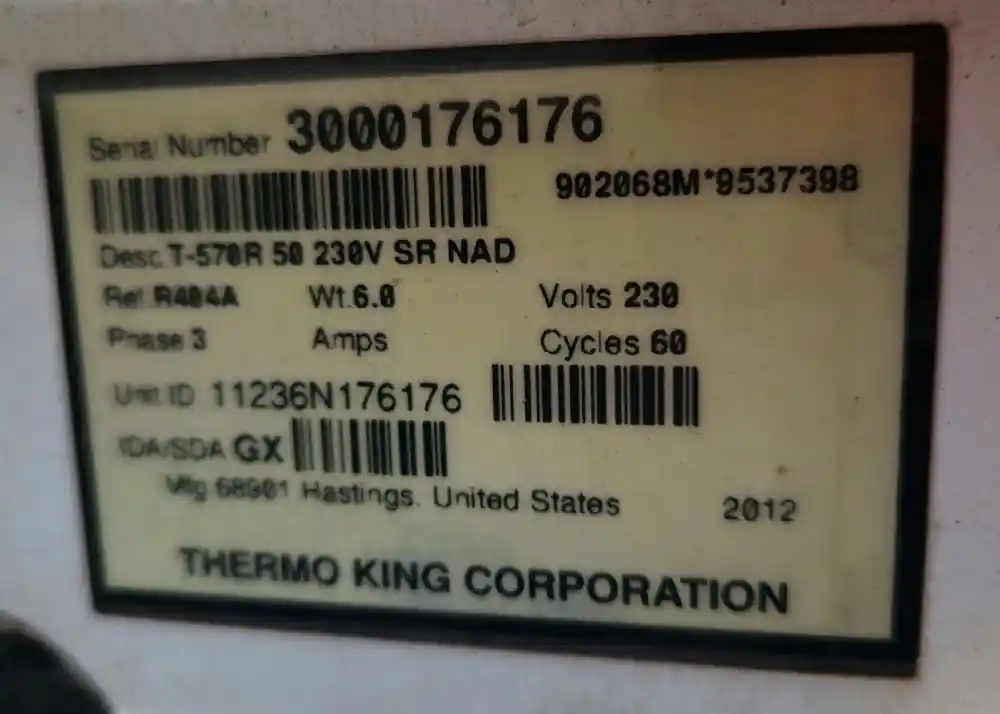 Serial Number 3000176176
902068M*9537398
Desc T-570R 50 230V SR NAD
Ref. R404A Wt. 6.0 Volts 230
Phase 3 Amps Cycles 60
Unit ID 11236N176176
IDA/SDA GX
Mfg 68901 Hastings, United States 2012
THERMO KING CORPORATION